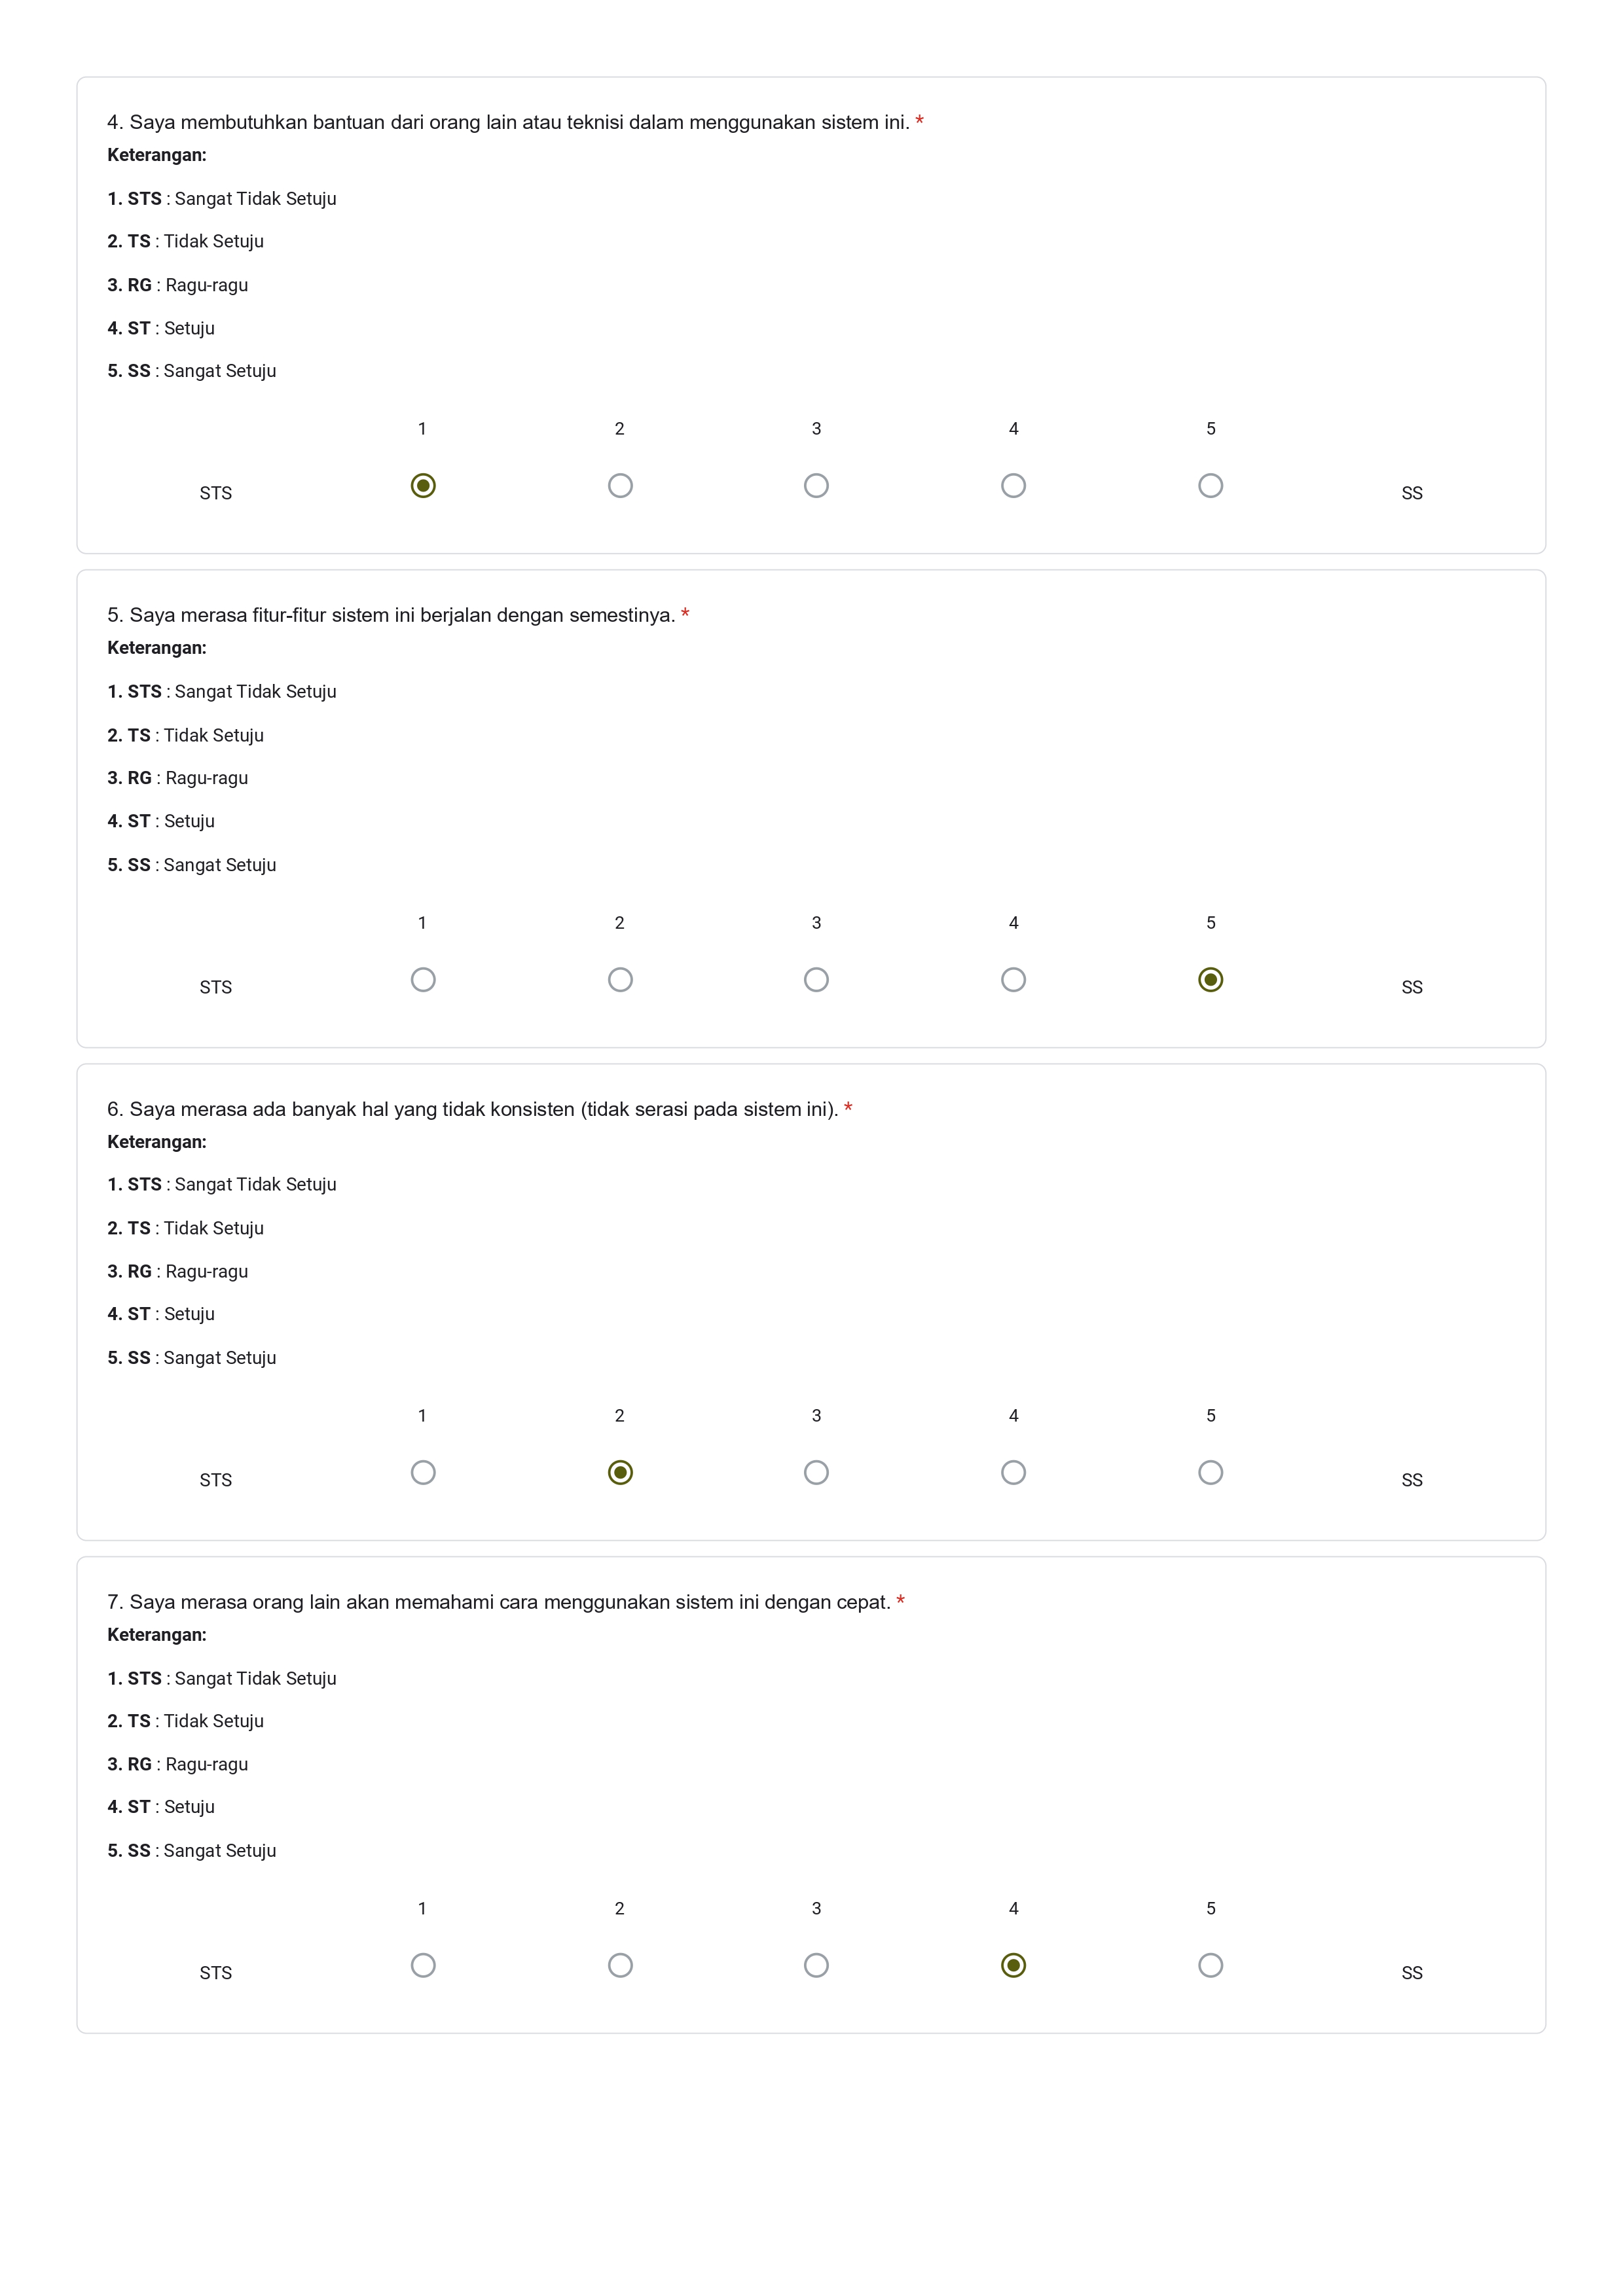 4. Saya membutuhkan bantuan dari orang lain atau teknisi dalam menggunakan sistem ini. *
Keterangan:
1. STS : Sangat Tidak Setuju
2. TS : Tidak Setuju
3. RG : Ragu-ragu
4. ST : Setuju
5. SS : Sangat Setuju
1 2 3 4 5
STS SS
5. Saya merasa fitur-fitur sistem ini berjalan dengan semestinya. *
Keterangan:
1. STS : Sangat Tidak Setuju
2. TS : Tidak Setuju
3. RG : Ragu-ragu
4. ST : Setuju
5. SS : Sangat Setuju
1 2 3 4 5
STS SS
6. Saya merasa ada banyak hal yang tidak konsisten (tidak serasi pada sistem ini). *
Keterangan:
1. STS : Sangat Tidak Setuju
2. TS : Tidak Setuju
3. RG : Ragu-ragu
4. ST : Setuju
5. SS : Sangat Setuju
1 2 3 4 5
STS SS
7. Saya merasa orang lain akan memahami cara menggunakan sistem ini dengan cepat. *
Keterangan:
1. STS : Sangat Tidak Setuju
2. TS : Tidak Setuju
3. RG : Ragu-ragu
4. ST : Setuju
5. SS : Sangat Setuju
1 2 3 4 5
STS SS